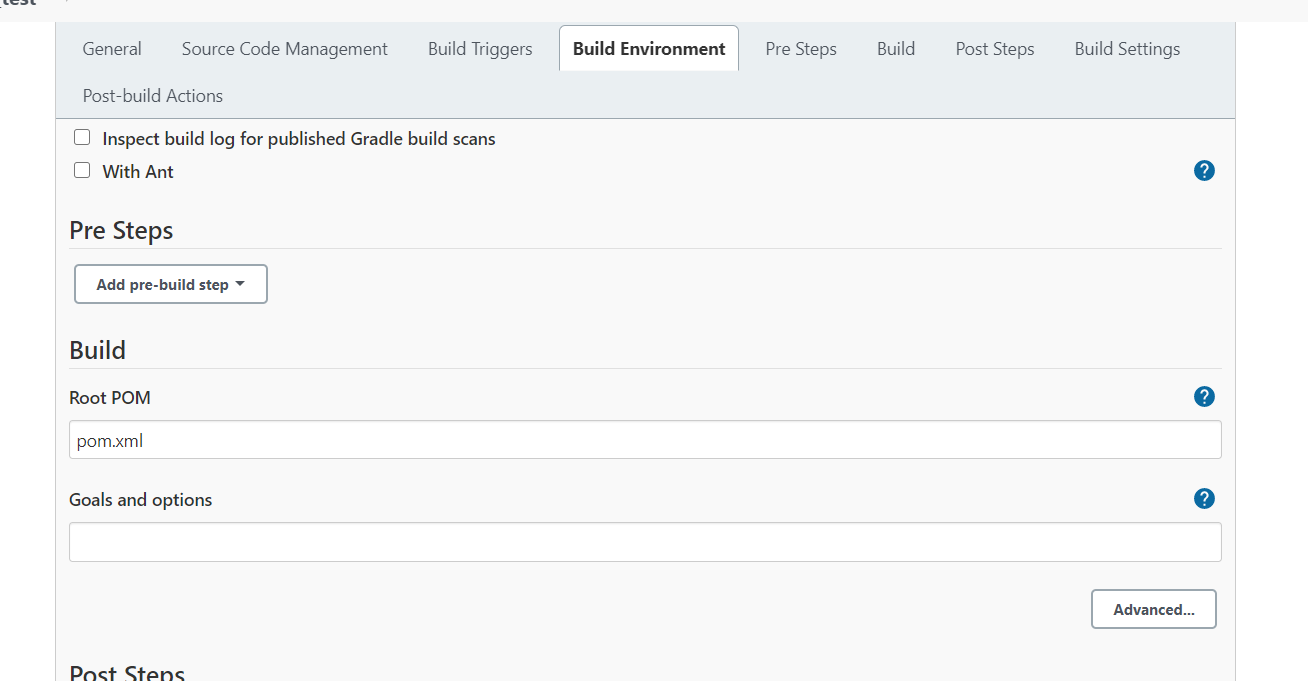 test
General Source Code Management Build Triggers Build Environment Pre Steps Build Post Steps Build Settings
Post-build Actions
Inspect build log for published Gradle build scans
With Ant
?
Pre Steps
Add pre-build step
Build
Root POM
?
pom.xml
Goals and options
?
Advanced...
Post Steps